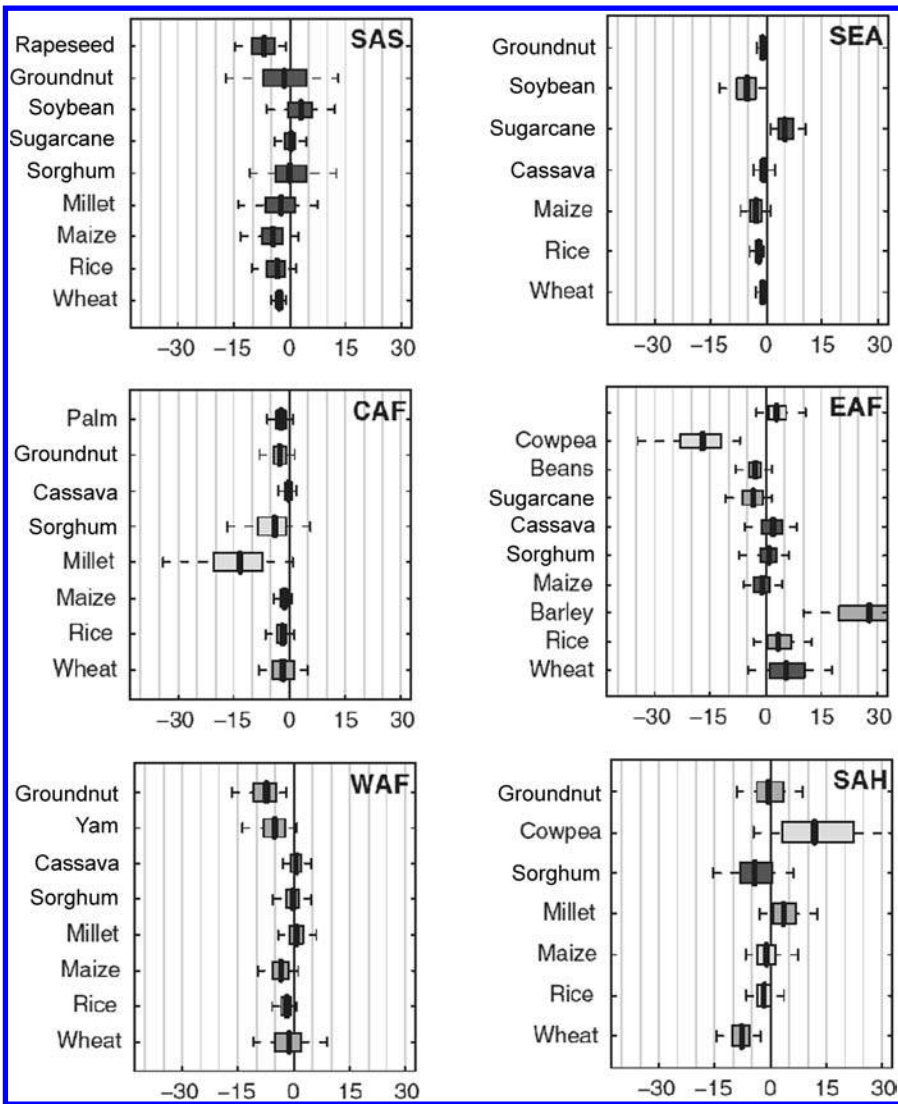 SAS
Rapeseed
Groundnut
Soybean
Sugarcane
Sorghum
Millet
Maize
Rice
Wheat
−30 −15 0 15 30
SEA
Groundnut
Soybean
Sugarcane
Cassava
Maize
Rice
Wheat
−30 −15 0 15 30
CAF
Palm
Groundnut
Cassava
Sorghum
Millet
Maize
Rice
Wheat
−30 −15 0 15 30
EAF
Cowpea
Beans
Sugarcane
Cassava
Sorghum
Maize
Barley
Rice
Wheat
−30 −15 0 15 30
WAF
Groundnut
Yam
Cassava
Sorghum
Millet
Maize
Rice
Wheat
−30 −15 0 15 30
SAH
Groundnut
Cowpea
Sorghum
Millet
Maize
Rice
Wheat
−30 −15 0 15 30